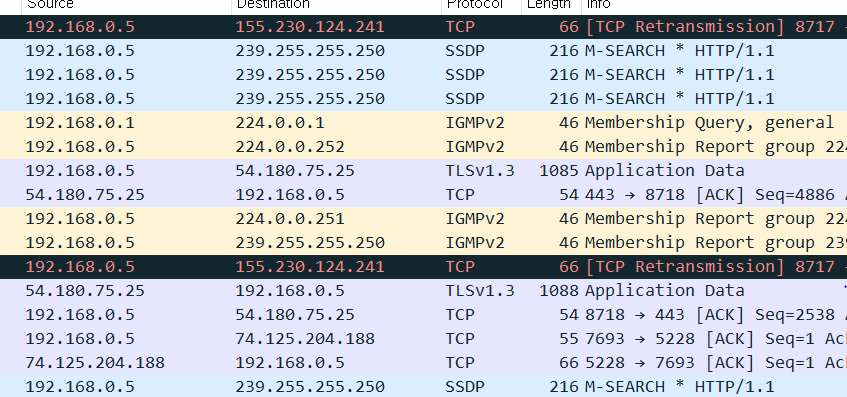 Source Destination Protocol Length Info
192.168.0.5 155.230.124.241 TCP 66 [TCP Retransmission] 8717
192.168.0.5 239.255.255.250 SSDP 216 M-SEARCH * HTTP/1.1
192.168.0.5 239.255.255.250 SSDP 216 M-SEARCH * HTTP/1.1
192.168.0.5 239.255.255.250 SSDP 216 M-SEARCH * HTTP/1.1
192.168.0.1 224.0.0.1 IGMPv2 46 Membership Query, general
192.168.0.5 224.0.0.252 IGMPv2 46 Membership Report group 224
192.168.0.5 54.180.75.25 TLSv1.3 1085 Application Data
54.180.75.25 192.168.0.5 TCP 54 443 → 8718 [ACK] Seq=4886
192.168.0.5 224.0.0.251 IGMPv2 46 Membership Report group 224
192.168.0.5 239.255.255.250 IGMPv2 46 Membership Report group 239
192.168.0.5 155.230.124.241 TCP 66 [TCP Retransmission] 8717
54.180.75.25 192.168.0.5 TLSv1.3 1088 Application Data
192.168.0.5 54.180.75.25 TCP 54 8718 → 443 [ACK] Seq=2538
192.168.0.5 74.125.204.188 TCP 55 7693 → 5228 [ACK] Seq=1 Ack
74.125.204.188 192.168.0.5 TCP 66 5228 → 7693 [ACK] Seq=1 Ack
192.168.0.5 239.255.255.250 SSDP 216 M-SEARCH * HTTP/1.1